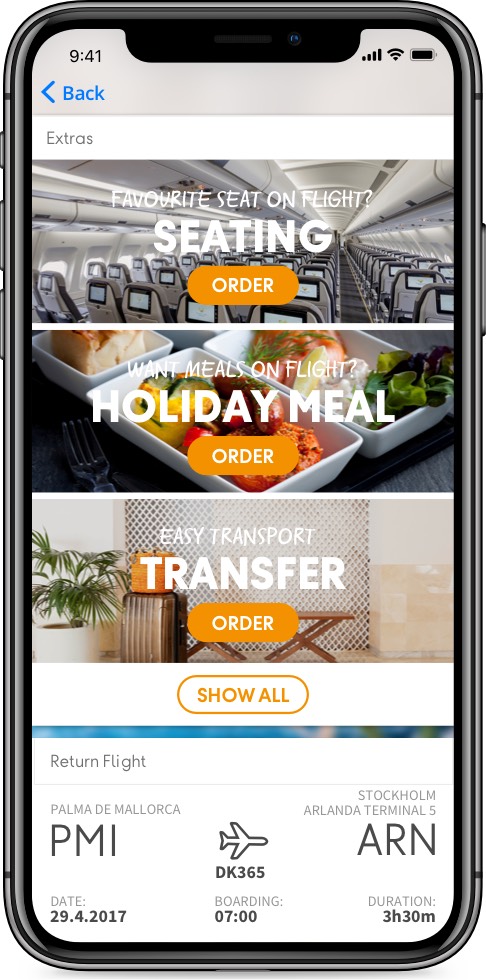 9:41
Back
Extras
FAVOURITE SEAT ON FLIGHT?
SEATING
ORDER
WANT MEALS ON FLIGHT?
HOLIDAY MEAL
ORDER
EASY TRANSPORT
TRANSFER
ORDER
SHOW ALL
Return Flight
PALMA DE MALLORCA
PMI
DK365
STOCKHOLM
ARLANDA TERMINAL 5
ARN
DATE:
29.4.2017
BOARDING:
07:00
DURATION:
3h30m